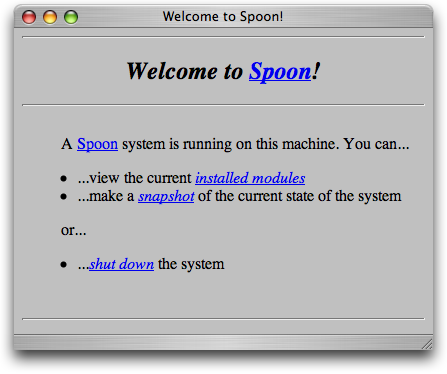 Welcome to Spoon!
Welcome to Spoon!
A Spoon system is running on this machine. You can...
...view the current installed modules
...make a snapshot of the current state of the system
or...
...shut down the system